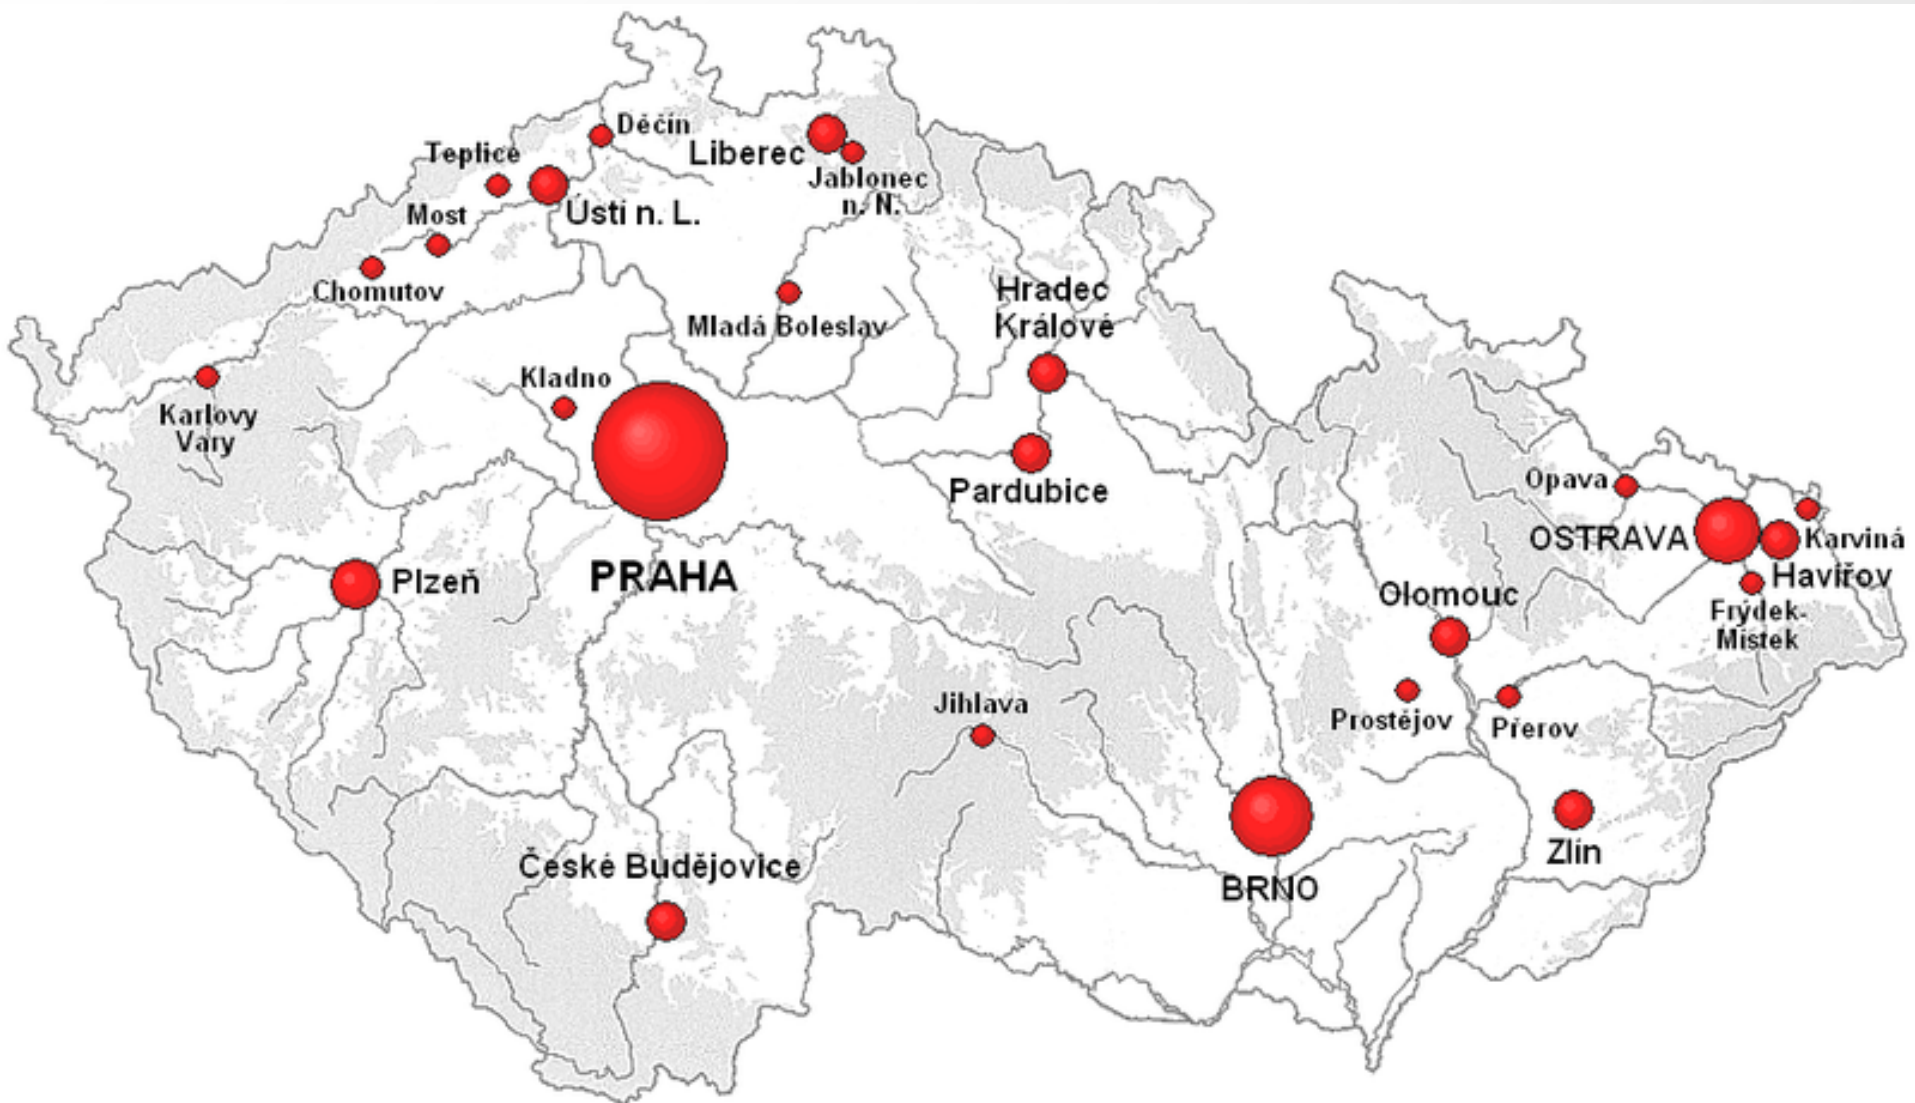 Děčín
Teplice
Liberec
Jablonec
n. N.
Most
Ústí n. L.
Chomutov
Hradec
Králové
Mladá Boleslav
Kladno
Karlovy
Vary
Pardubice
Opava
OSTRAVA
Karviná
PRAHA
Plzeň
Havířov
Olomouc
Frýdek-
Místek
Jihlava
Prostějov
Přerov
Zlín
České Budějovice
BRNO